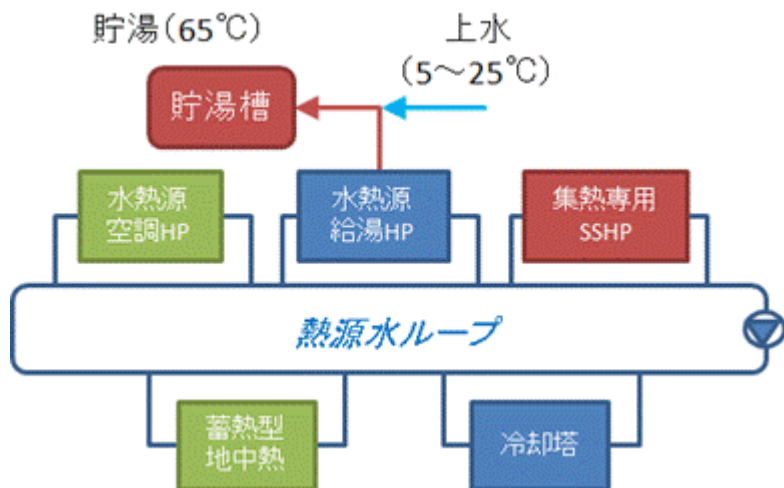 貯湯(65℃)
上水
(5～25℃)
貯湯槽
水熱源
空調HP
水熱源
給湯HP
集熱専用
SSHP
熱源水ループ
蓄熱型
地中熱
冷却塔